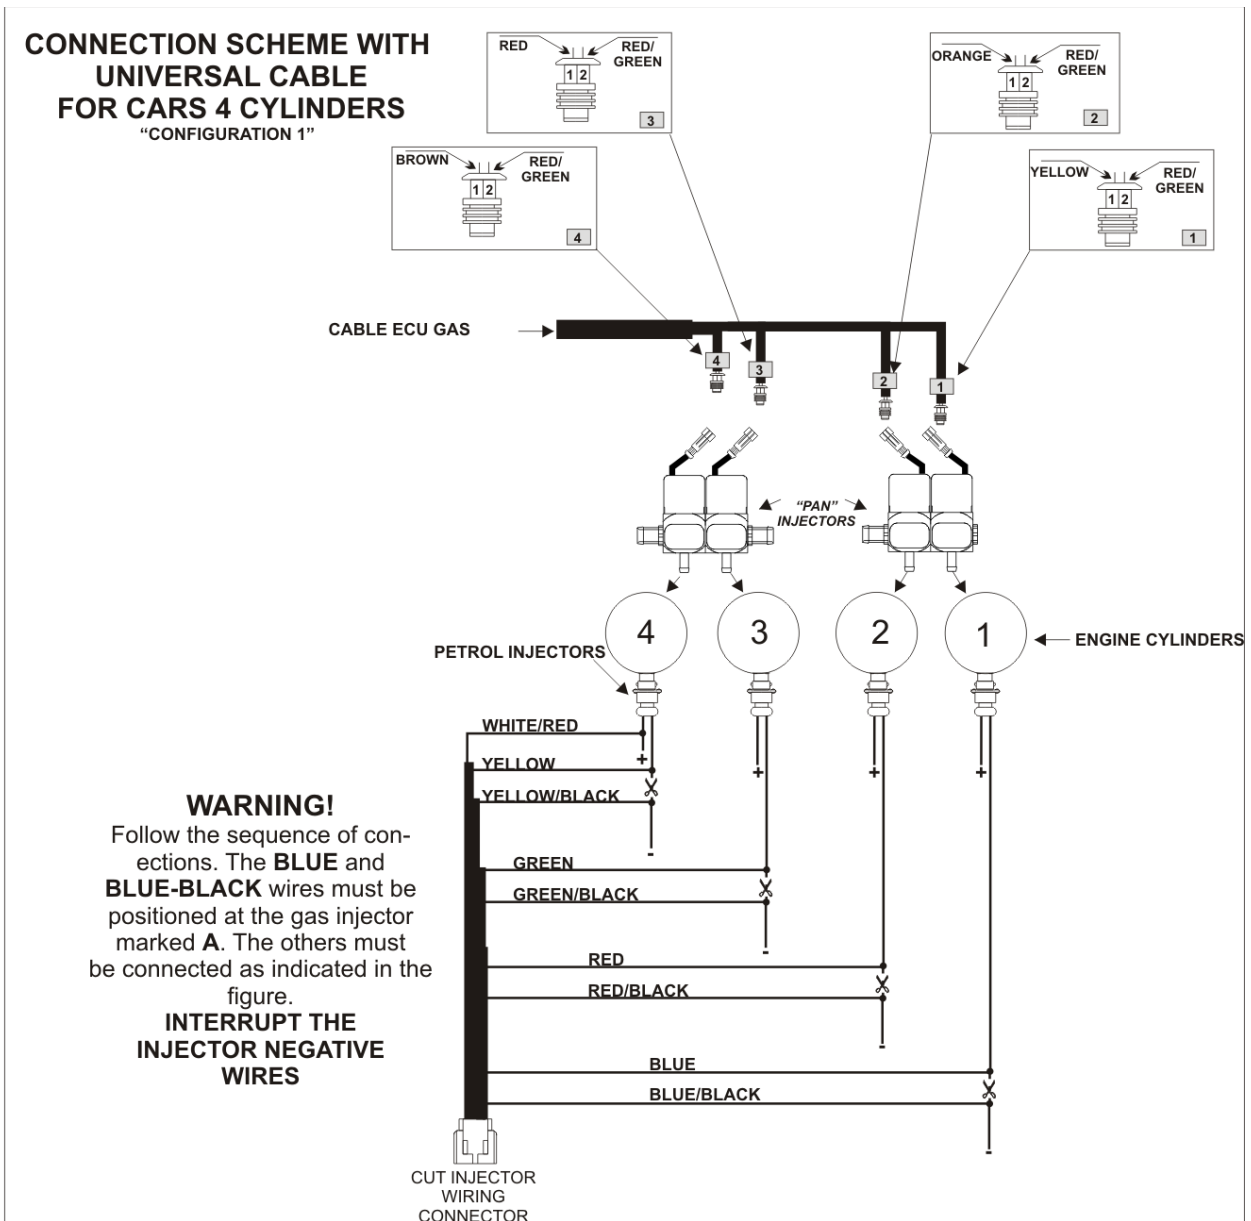 CONNECTION SCHEME WITH
UNIVERSAL CABLE
FOR CARS 4 CYLINDERS
“CONFIGURATION 1”
RED
RED/
GREEN
1 2
3
ORANGE
RED/
GREEN
1 2
2
BROWN
RED/
GREEN
1 2
4
YELLOW
RED/
GREEN
1 2
1
CABLE ECU GAS
4
3
2
1
“PAN”
INJECTORS
4
3
2
1
ENGINE CYLINDERS
PETROL INJECTORS
WHITE/RED
+
+
+
+
YELLOW
YELLOW/BLACK
-
GREEN
GREEN/BLACK
-
RED
RED/BLACK
-
BLUE
BLUE/BLACK
-
WARNING!
Follow the sequence of con-
ections. The BLUE and
BLUE-BLACK wires must be
positioned at the gas injector
marked A. The others must
be connected as indicated in the
figure.
INTERRUPT THE
INJECTOR NEGATIVE
WIRES
CUT INJECTOR
WIRING
CONNECTOR